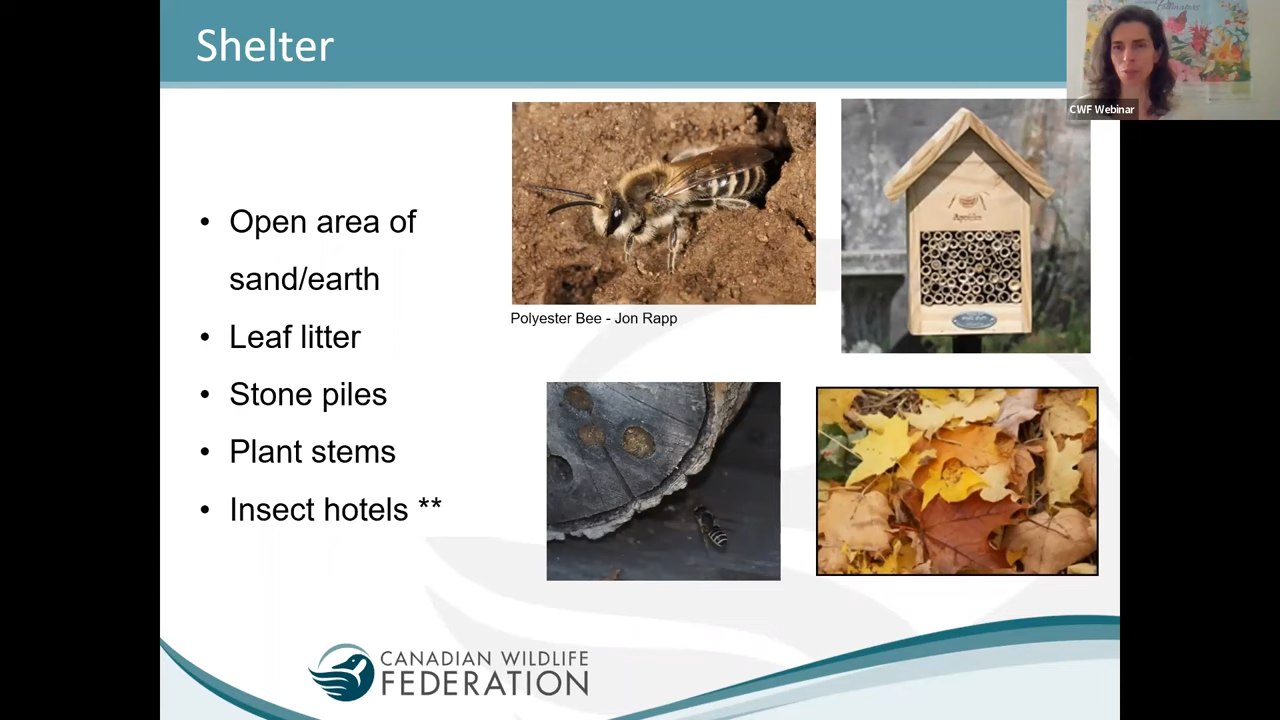 Shelter
CWF Webinar
• Open area of
sand/earth
• Leaf litter
• Stone piles
• Plant stems
• Insect hotels **
Polyester Bee - Jon Rapp
CANADIAN WILDLIFE
FEDERATION